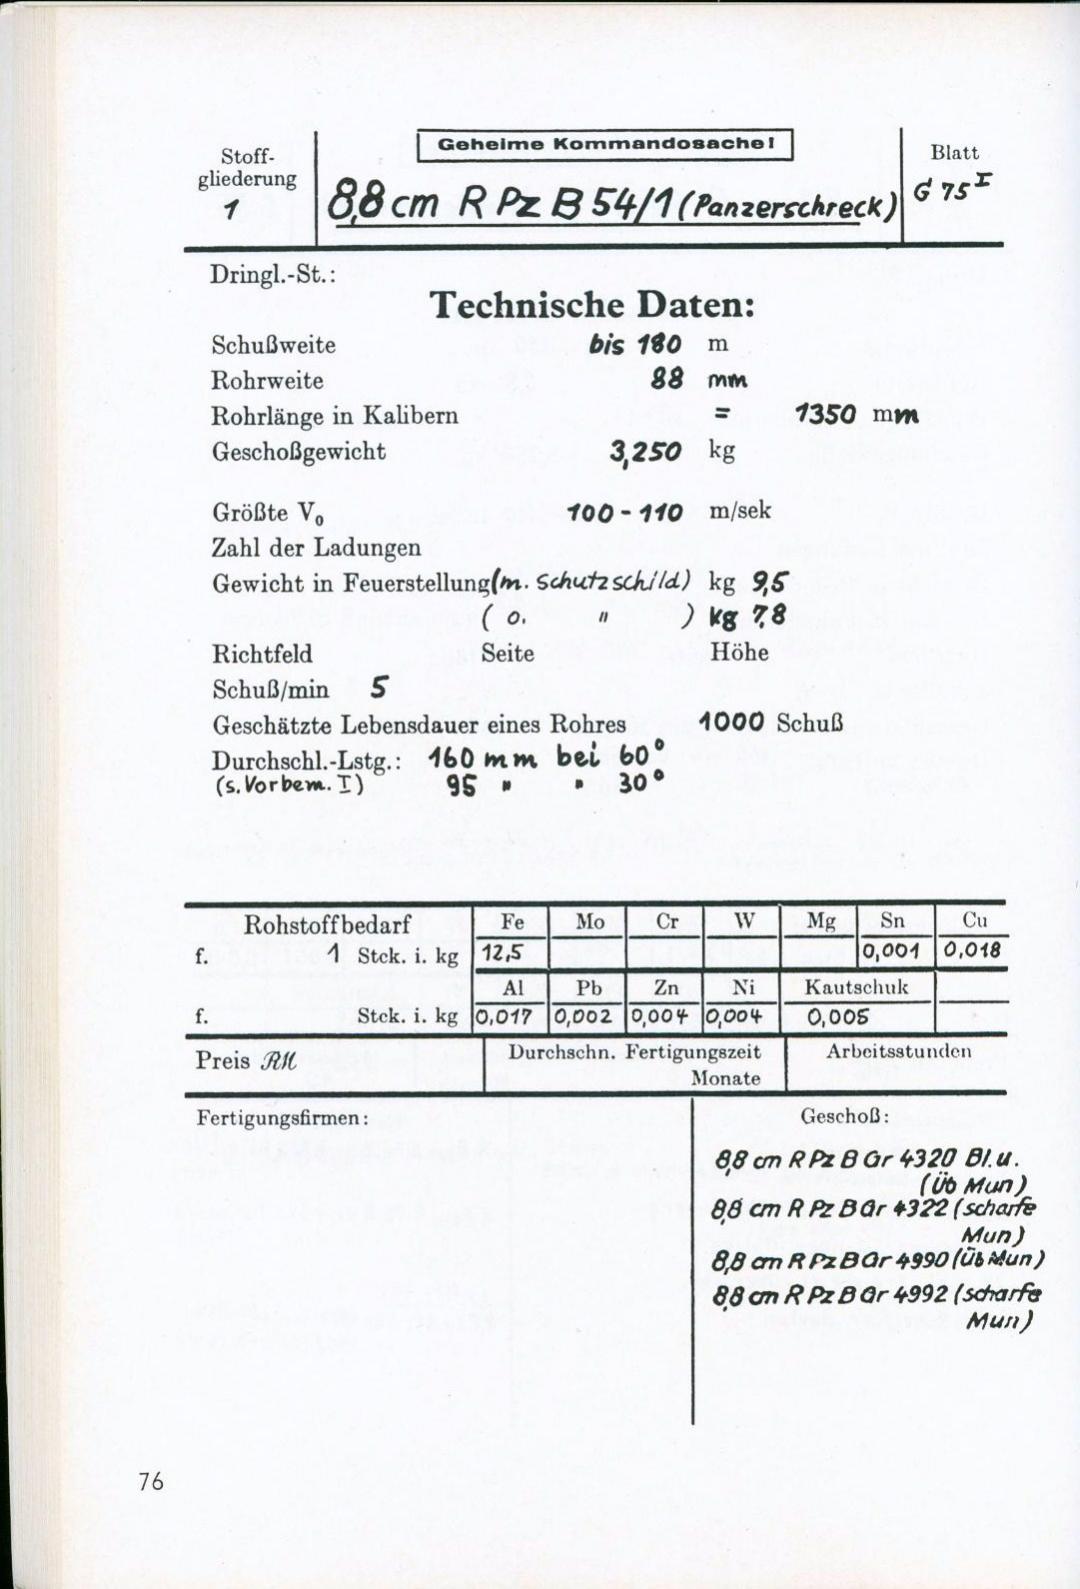 Stoff-
gliederung
1
Geheime Kommandosache!
8,8 cm R Pz B 54/1 (Panzerschreck)
Blatt
G 75 I
Dringl.-St.:
Technische Daten:
Schußweite bis 180 m
Rohrweite 88 mm
Rohrlänge in Kalibern = 1350 mm
Geschoßgewicht 3,250 kg
Größte V₀ 100 - 110 m/sek
Zahl der Ladungen
Gewicht in Feuerstellung (m. Schutzschild) kg 9,5
( o. " ) kg 7,8
Richtfeld Seite Höhe
Schuß/min 5
Geschätzte Lebensdauer eines Rohres 1000 Schuß
Durchschl.-Lstg.: 160 mm bei 60°
(s. Vorbem. I) 95 " " 30°
Rohstoffbedarf Fe Mo Cr W Mg Sn Cu
f. 1 Stck. i. kg 12,5 0,001 0,018
Al Pb Zn Ni Kautschuk
f. Stck. i. kg 0,017 0,002 0,004 0,004 0,005
Preis RM Durchschn. Fertigungszeit Arbeitsstunden
Monate
Fertigungsfirmen: Geschoß:
8,8 cm R Pz B Gr 4320 Bl. u.
(Üb Mun)
8,8 cm R Pz B Gr 4322 (scharfe
Mun)
8,8 cm R Pz B Gr 4990 (Üb Mun)
8,8 cm R Pz B Gr 4992 (scharfe
Mun)
76